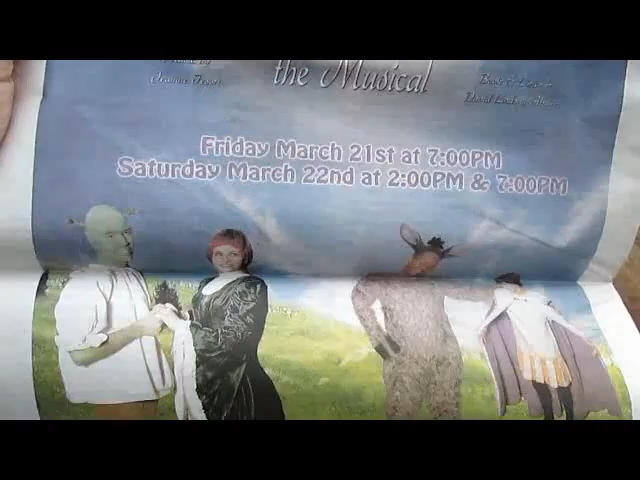 the Musical
Friday March 21st at 7:00PM
Saturday March 22nd at 2:00PM & 7:00PM